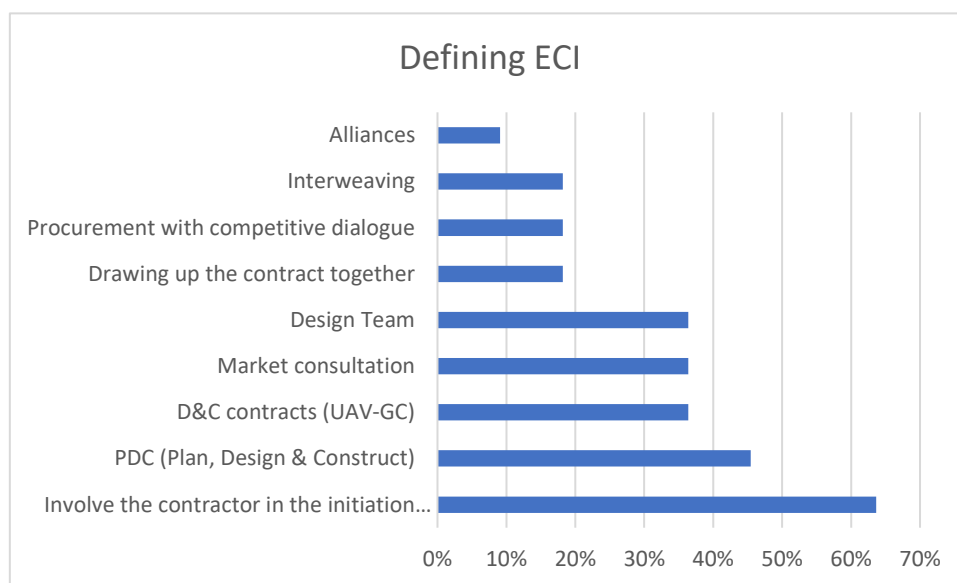 Defining ECI
Alliances
Interweaving
Procurement with competitive dialogue
Drawing up the contract together
Design Team
Market consultation
D&C contracts (UAV-GC)
PDC (Plan, Design & Construct)
Involve the contractor in the initiation...
0% 10% 20% 30% 40% 50% 60% 70%